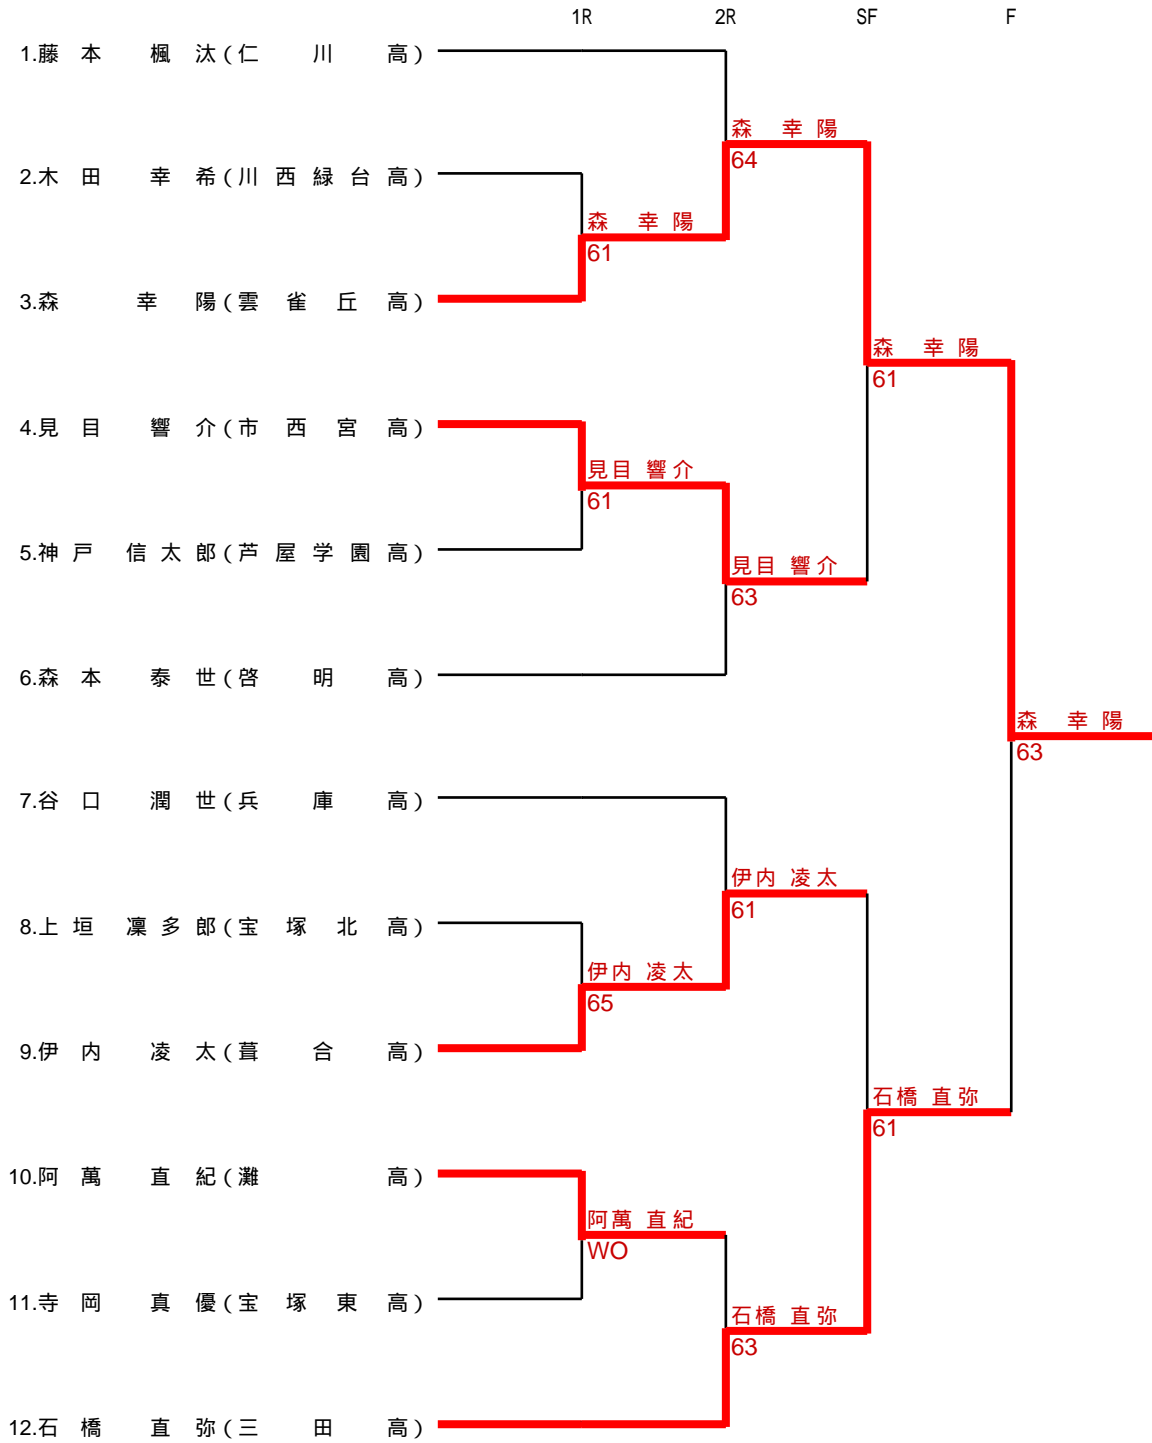 1R 2R SF F
1.藤本 楓汰(仁川高)
森 幸陽
64
2.木田 幸希(川西緑台高)
森 幸陽
61
3.森 幸陽(雲雀丘高)
森 幸陽
61
4.見目 響介(市西宮高)
見目 響介
61
5.神戸 信太郎(芦屋学園高)
見目 響介
63
6.森本 泰世(啓明高)
森 幸陽
63
7.谷口 潤世(兵庫高)
伊内 凌太
61
8.上垣 凜多郎(宝塚北高)
伊内 凌太
65
9.伊内 凌太(葺合高)
石橋 直弥
61
10.阿萬 直紀(灘高)
阿萬 直紀
WO
11.寺岡 真優(宝塚東高)
石橋 直弥
63
12.石橋 直弥(三田高)